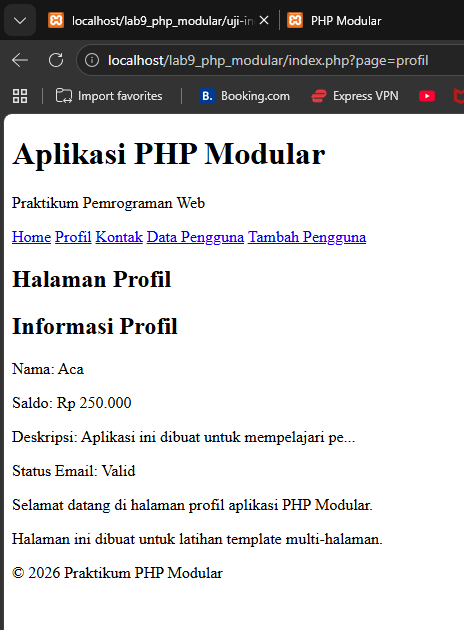 localhost/lab9_php_modular/uji-in
PHP Modular
localhost/lab9_php_modular/index.php?page=profil
Import favorites
B. Booking.com
Express VPN
Aplikasi PHP Modular
Praktikum Pemrograman Web
Home Profil Kontak Data Pengguna Tambah Pengguna
Halaman Profil
Informasi Profil
Nama: Aca
Saldo: Rp 250.000
Deskripsi: Aplikasi ini dibuat untuk mempelajari pe...
Status Email: Valid
Selamat datang di halaman profil aplikasi PHP Modular.
Halaman ini dibuat untuk latihan template multi-halaman.
© 2026 Praktikum PHP Modular